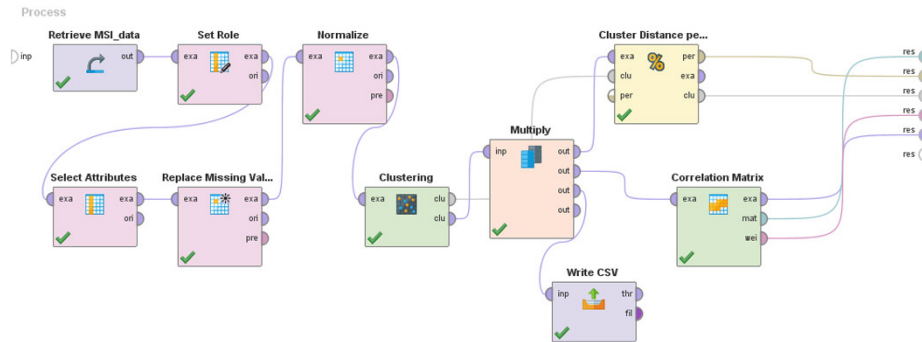 Process
Retrieve MSI_data
inp
out
Set Role
exa exa
ori
Normalize
exa exa
ori
pre
Cluster Distance pe...
exa per
clu exa
per clu
%
res
res
res
res
res
res
Multiply
inp out
out
out
out
Select Attributes
exa exa
ori
Replace Missing Val...
exa exa
ori
pre
Clustering
exa clu
clu
Correlation Matrix
exa exa
mat
wei
Write CSV
inp thr
fil